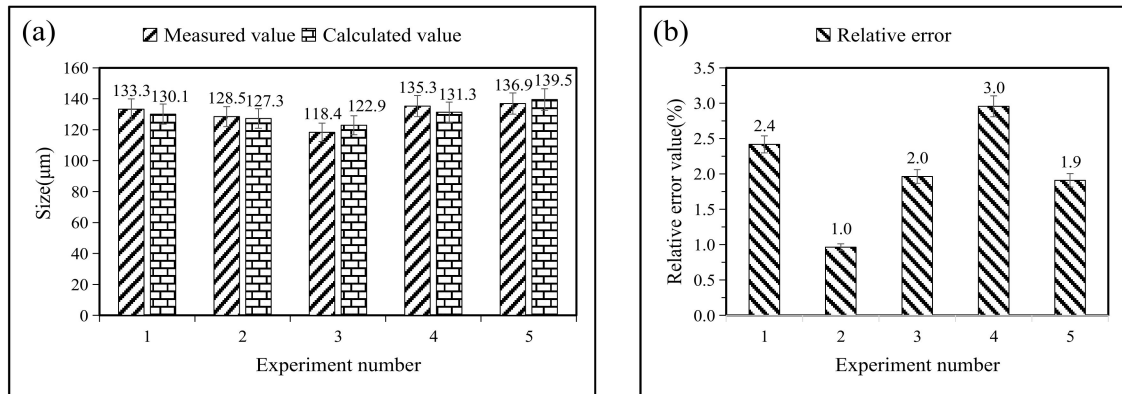 (a)
Measured value Calculated value
160
140
120
100
80
60
40
20
0
Size(μm)
133.3 130.1
128.5 127.3
118.4 122.9
135.3 131.3
136.9 139.5
1 2 3 4 5
Experiment number
(b)
Relative error
3.5
3.0
2.5
2.0
1.5
1.0
0.5
0.0
Relative error value(%)
2.4
1.0
2.0
3.0
1.9
1 2 3 4 5
Experiment number